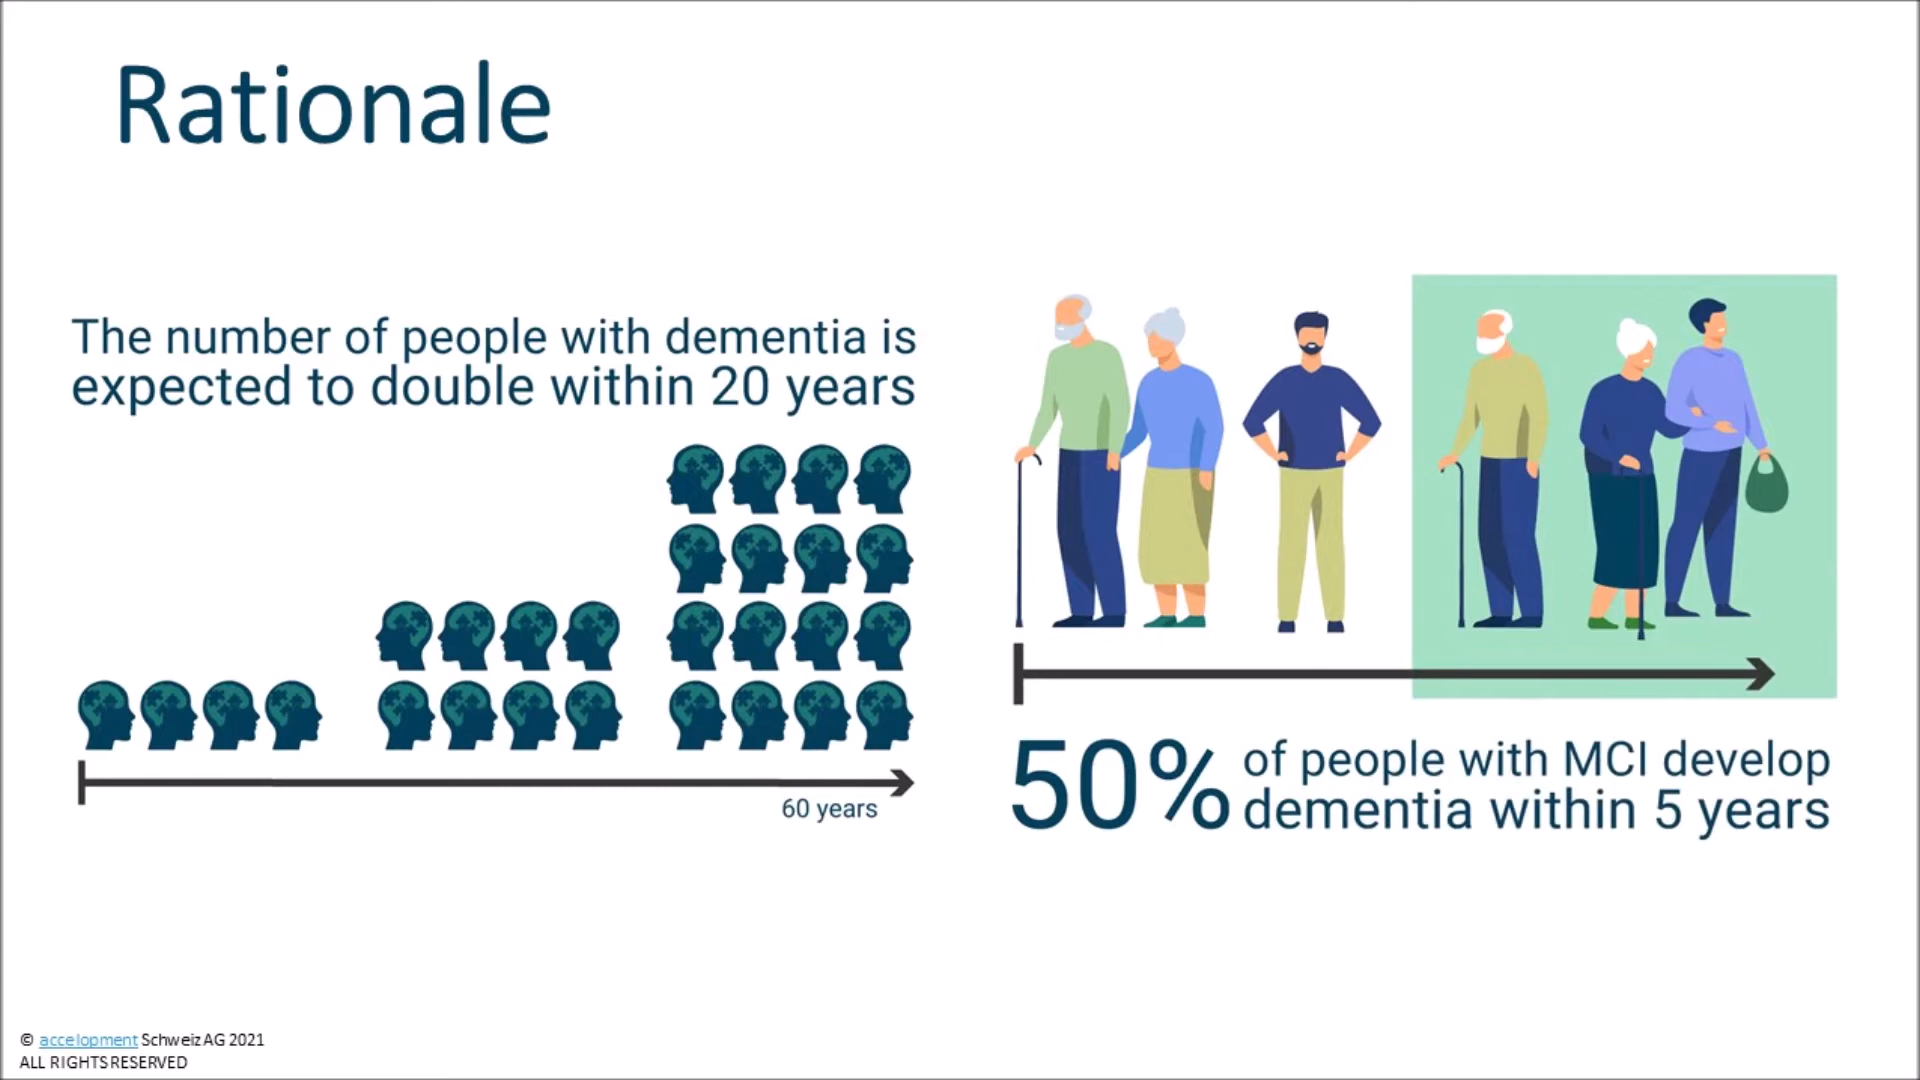 Rationale
The number of people with dementia is
expected to double within 20 years
60 years
50%
of people with MCI develop
dementia within 5 years
© accelopment Schweiz AG 2021
ALL RIGHTS RESERVED